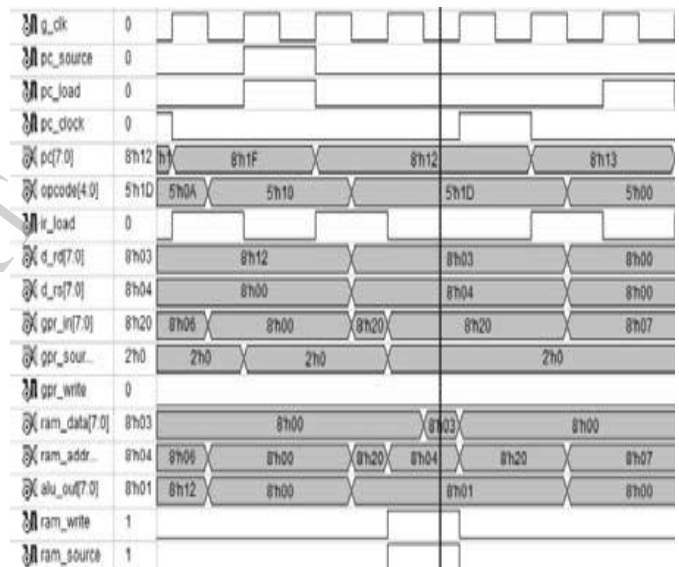 g_clk 0
pc_source 0
pc_load 0
pc_clock 0
pc[7:0] 8'h12 8'h1F 8'h12 8'h13
opcode[4:0] 5'h1D 5'h0A 5'h10 5'h1D 5'h00
ir_load 0
d_rd[7:0] 8'h03 8'h12 8'h03 8'h00
d_rs[7:0] 8'h04 8'h00 8'h04 8'h00
gpr_in[7:0] 8'h20 8'h06 8'h00 8'h20 8'h20 8'h07
gpr_sour... 2'h0 2'h0 2'h0 2'h0
gpr_write 0
ram_data[7:0] 8'h03 8'h00 8'h03 8'h00
ram_addr... 8'h04 8'h06 8'h00 8'h20 8'h04 8'h20 8'h07
alu_out[7:0] 8'h01 8'h12 8'h00 8'h01 8'h00
ram_write 1
ram_source 1